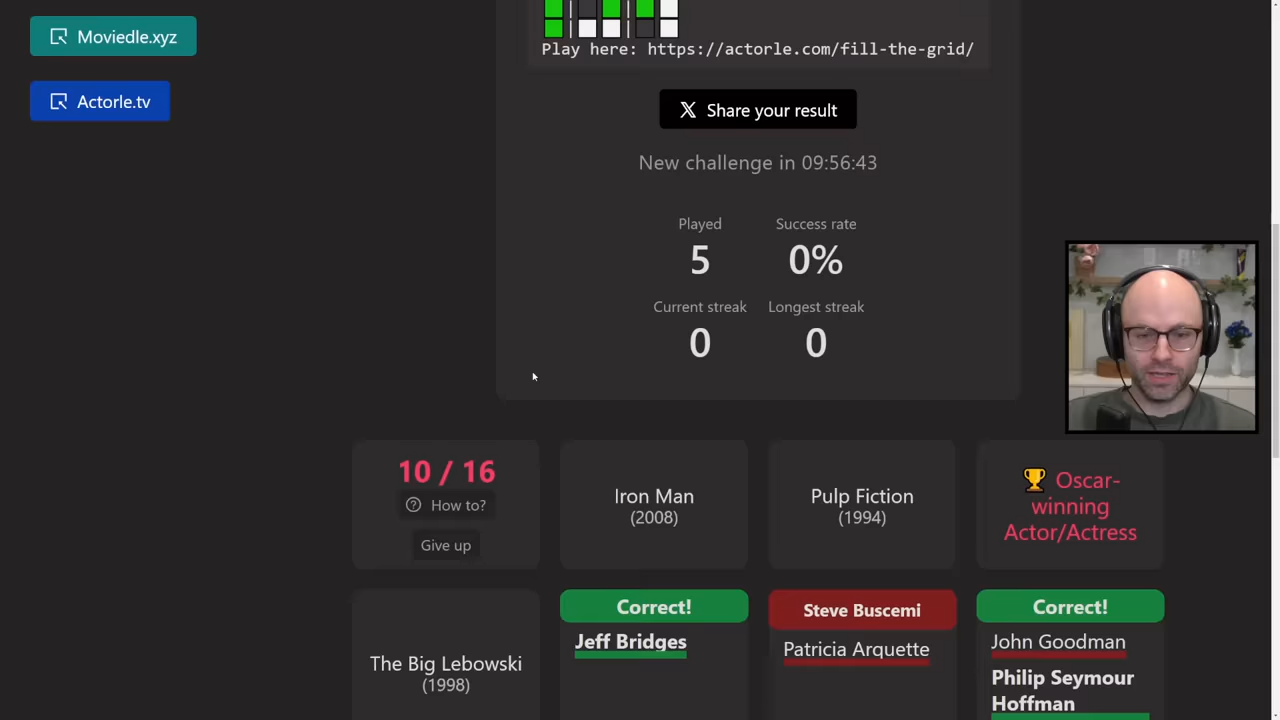 Moviedle.xyz
Actorle.tv
Play here: https://actorle.com/fill-the-grid/
X Share your result
New challenge in 09:56:43
Played
5
Success rate
0%
Current streak
0
Longest streak
0
10 / 16
How to?
Give up
Iron Man
(2008)
Pulp Fiction
(1994)
Oscar-
winning
Actor/Actress
The Big Lebowski
(1998)
Correct!
Jeff Bridges
Steve Buscemi
Patricia Arquette
Correct!
John Goodman
Philip Seymour
Hoffman